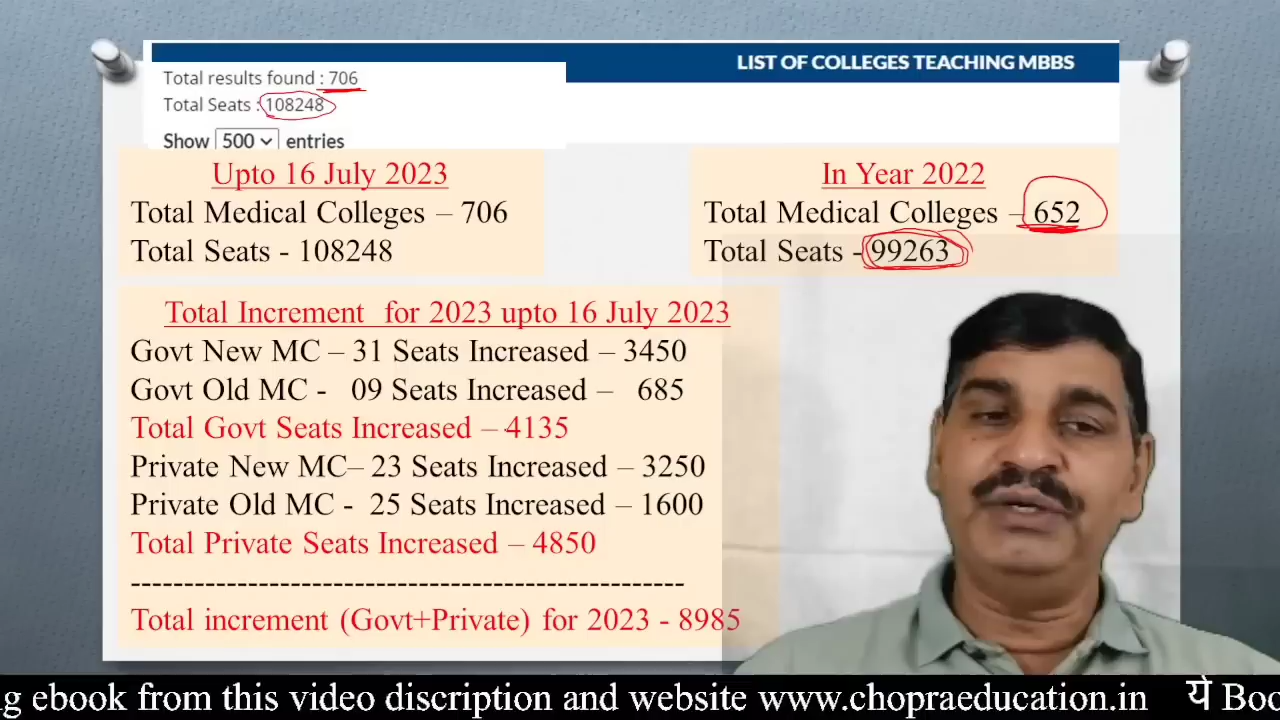 LIST OF COLLEGES TEACHING MBBS
Total results found : 706
Total Seats : 108248
Show 500 entries
Upto 16 July 2023
Total Medical Colleges – 706
Total Seats - 108248
In Year 2022
Total Medical Colleges – 652
Total Seats - 99263
Total Increment for 2023 upto 16 July 2023
Govt New MC – 31 Seats Increased – 3450
Govt Old MC - 09 Seats Increased – 685
Total Govt Seats Increased – 4135
Private New MC– 23 Seats Increased – 3250
Private Old MC - 25 Seats Increased – 1600
Total Private Seats Increased – 4850
----------------------------------------------------
Total increment (Govt+Private) for 2023 - 8985
g ebook from this video discription and website www.chopraeducation.in ये Boo